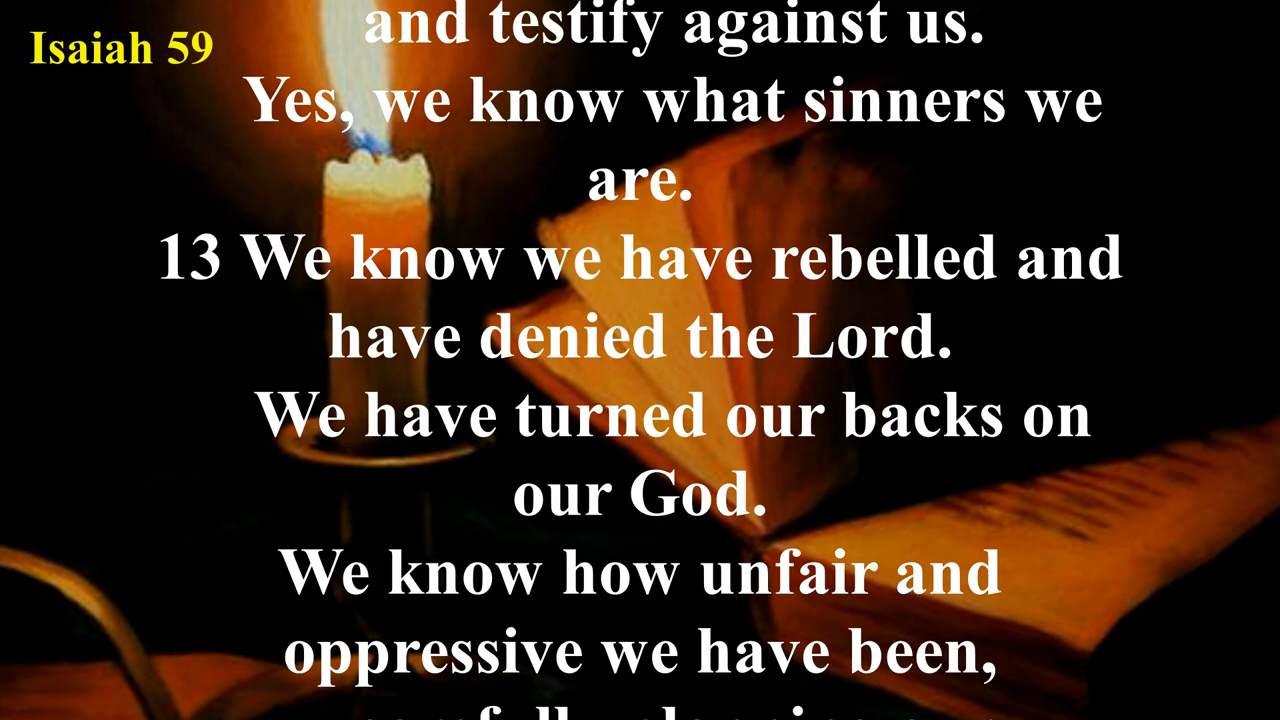 Isaiah 59
and testify against us.
Yes, we know what sinners we
are.
13 We know we have rebelled and
have denied the Lord.
We have turned our backs on
our God.
We know how unfair and
oppressive we have been,